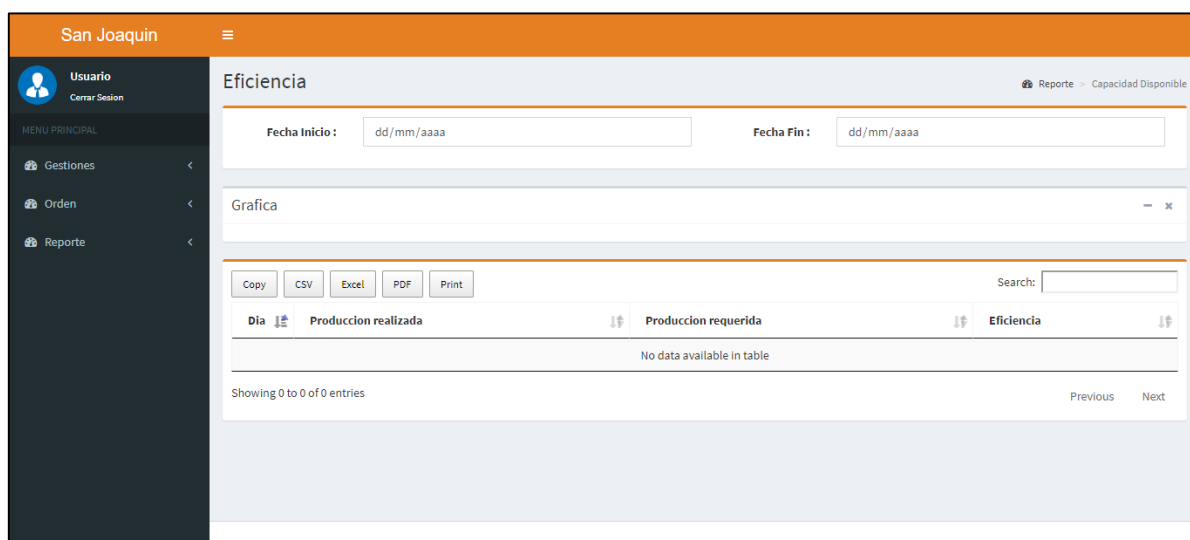 San Joaquin
Usuario
Cerrar Sesion
MENU PRINCIPAL
Gestiones
Orden
Reporte
Eficiencia
Reporte > Capacidad Disponible
Fecha Inicio : dd/mm/aaaa Fecha Fin : dd/mm/aaaa
Grafica
Copy CSV Excel PDF Print Search:
Dia Produccion realizada Produccion requerida Eficiencia
No data available in table
Showing 0 to 0 of 0 entries
Previous Next